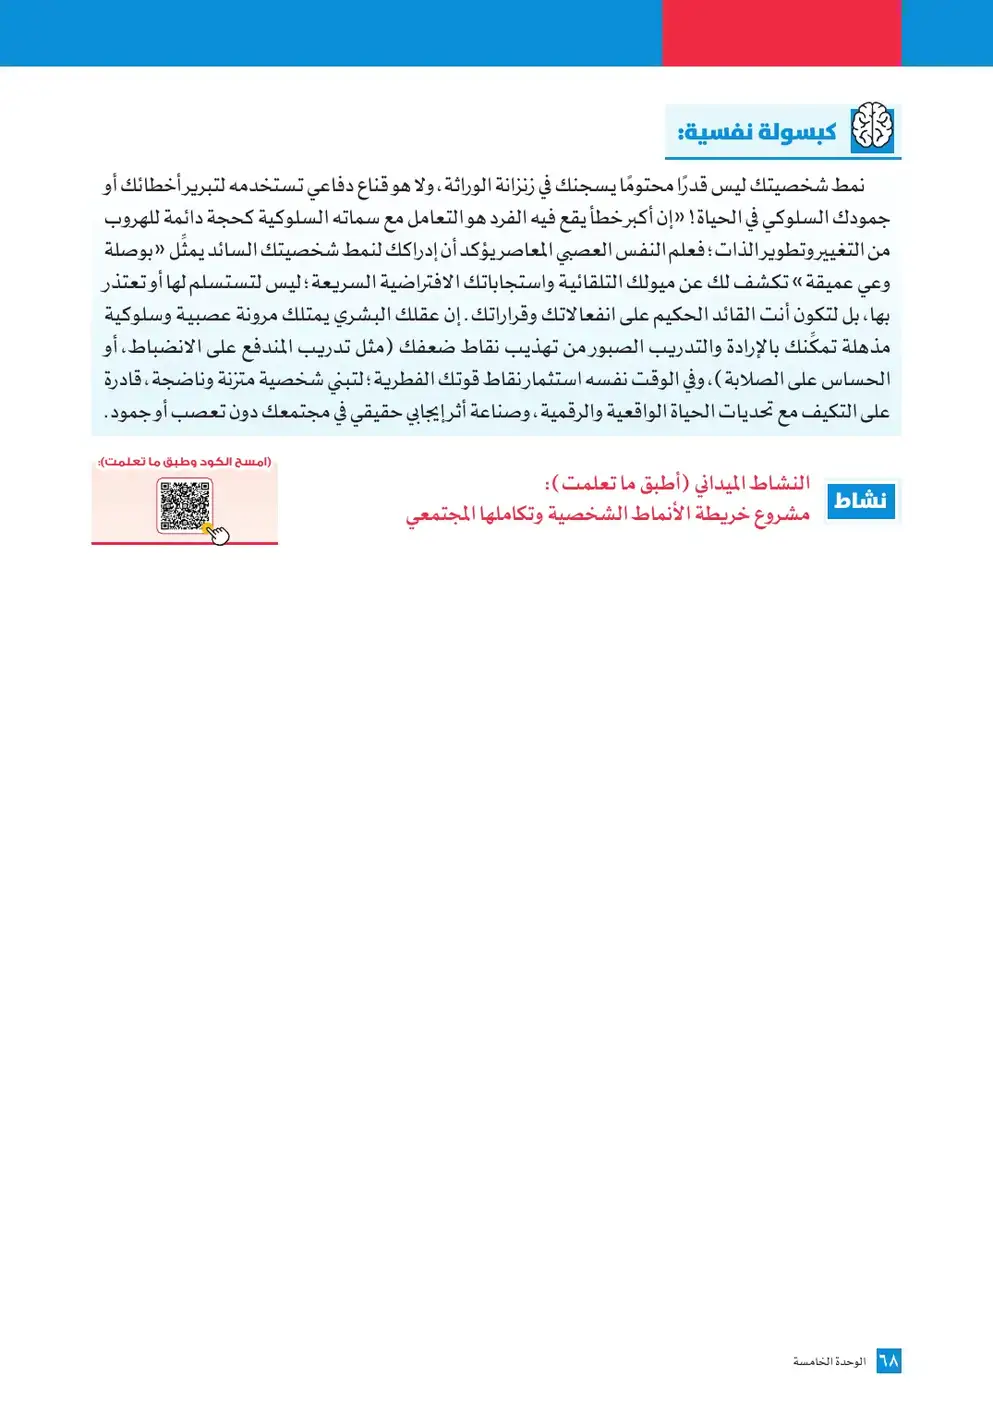 كبسولة نفسية:
نمط شخصيتك ليس قدرًا محتومًا يسجنك في زنزانة الوراثة، ولا هو قناع دفاعي تستخدمه لتبرير أخطائك أو
جمودك السلوكي في الحياة! «إن أكبر خطأ يقع فيه الفرد هو التعامل مع سماته السلوكية كحجة دائمة للهروب
من التغيير وتطوير الذات؛ فعلم النفس العصبي المعاصر يؤكد أن إدراكك لنمط شخصيتك السائد يمثِّل «بوصلة
وعي عميقة» تكشف لك عن ميولك التلقائية واستجاباتك الافتراضية السريعة؛ ليس لتستسلم لها أو تعتذر
بها، بل لتكون أنت القائد الحكيم على انفعالاتك وقراراتك. إن عقلك البشري يمتلك مرونة عصبية وسلوكية
مذهلة تمكِّنك بالإرادة والتدريب الصبور من تهذيب نقاط ضعفك (مثل تدريب المندفع على الانضباط، أو
الحساس على الصلابة)، وفي الوقت نفسه استثمار نقاط قوتك الفطرية؛ لتبني شخصية متزنة وناضجة، قادرة
على التكيف مع تحديات الحياة الواقعية والرقمية، وصناعة أثر إيجابي حقيقي في مجتمعك دون تعصب أو جمود.
نشاط
النشاط الميداني (أطبق ما تعلمت):
مشروع خريطة الأنماط الشخصية وتكاملها المجتمعي
(امسح الكود وطبق ما تعلمت):
٦٨ الوحدة الخامسة